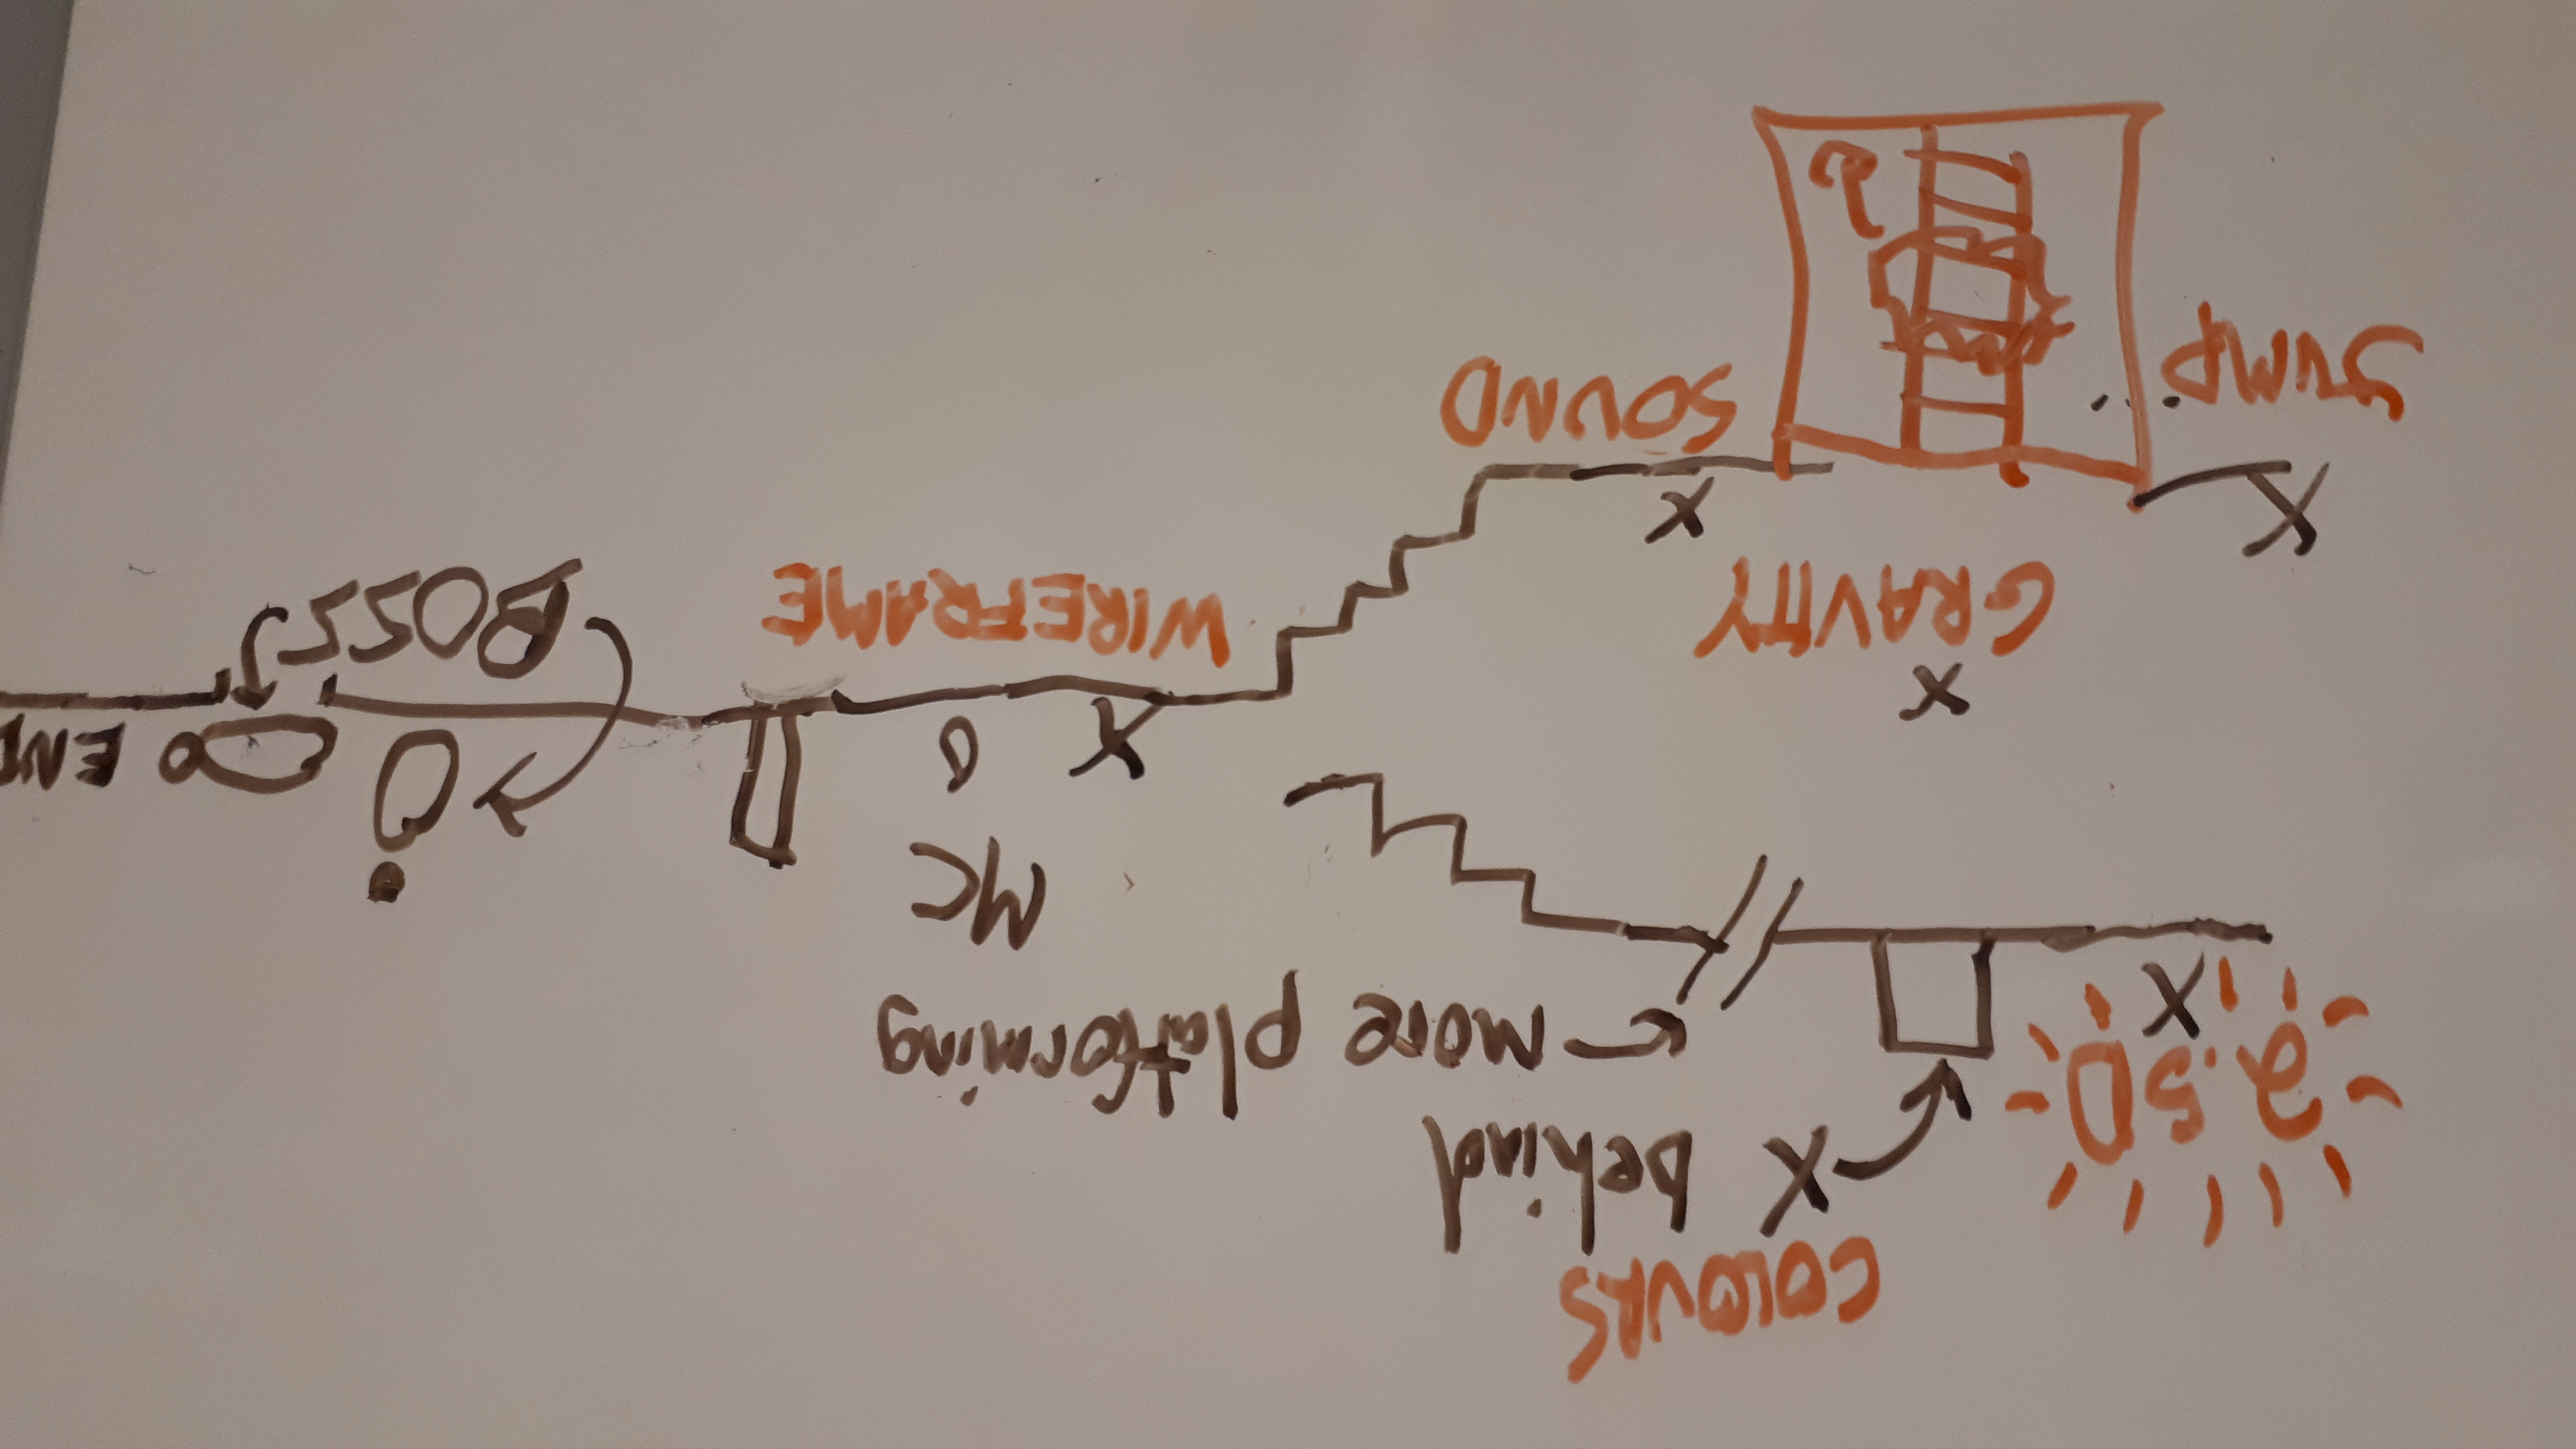 COLOURS
X behind
2.5D
X
more platforming
MC
X
O
END
X
GRAVITY
WIREFRAME
BOSS
X
X
JUMP
SOUND